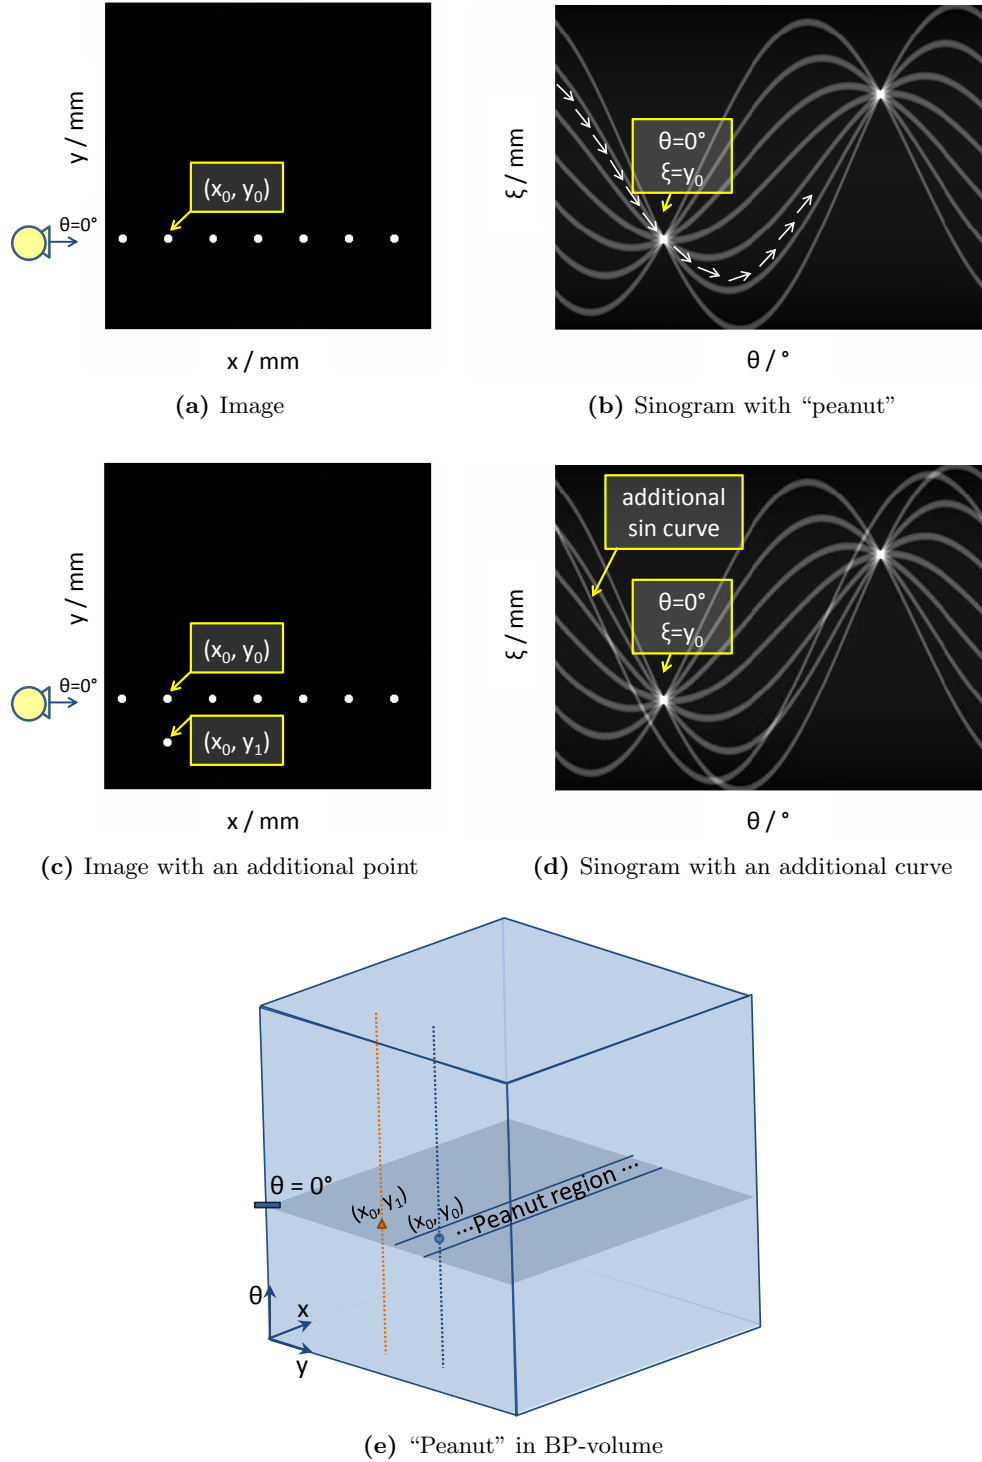 y / mm
(x₀, y₀)
θ=0°
x / mm
(a) Image
ξ / mm
θ=0°
ξ=y₀
θ / °
(b) Sinogram with “peanut”
y / mm
(x₀, y₀)
θ=0°
(x₀, y₁)
x / mm
(c) Image with an additional point
ξ / mm
additional
sin curve
θ=0°
ξ=y₀
θ / °
(d) Sinogram with an additional curve
θ = 0°
(x₀, y₁)
(x₀, y₀)
...Peanut region ...
θ
x
y
(e) “Peanut” in BP-volume